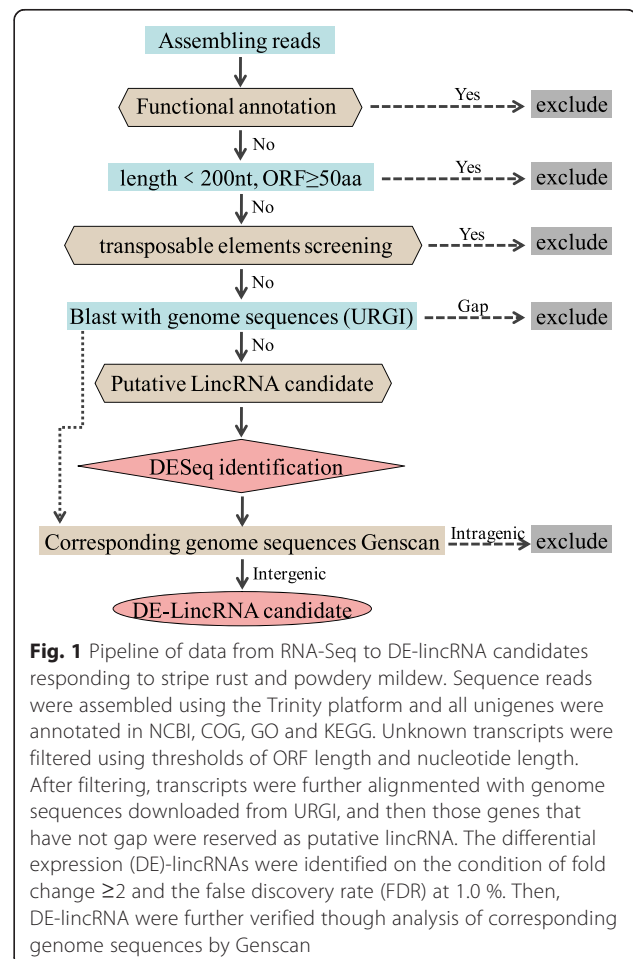 Assembling reads
Functional annotation
Yes
exclude
No
length < 200nt, ORF≥50aa
Yes
exclude
No
transposable elements screening
Yes
exclude
No
Blast with genome sequences (URGI)
Gap
exclude
No
Putative LincRNA candidate
DESeq identification
Corresponding genome sequences Genscan
Intragenic
exclude
Intergenic
DE-LincRNA candidate
Fig. 1 Pipeline of data from RNA-Seq to DE-lincRNA candidates
responding to stripe rust and powdery mildew. Sequence reads
were assembled using the Trinity platform and all unigenes were
annotated in NCBI, COG, GO and KEGG. Unknown transcripts were
filtered using thresholds of ORF length and nucleotide length.
After filtering, transcripts were further alignmented with genome
sequences downloaded from URGI, and then those genes that
have not gap were reserved as putative lincRNA. The differential
expression (DE)-lincRNAs were identified on the condition of fold
change ≥2 and the false discovery rate (FDR) at 1.0 %. Then,
DE-lincRNA were further verified though analysis of corresponding
genome sequences by Genscan